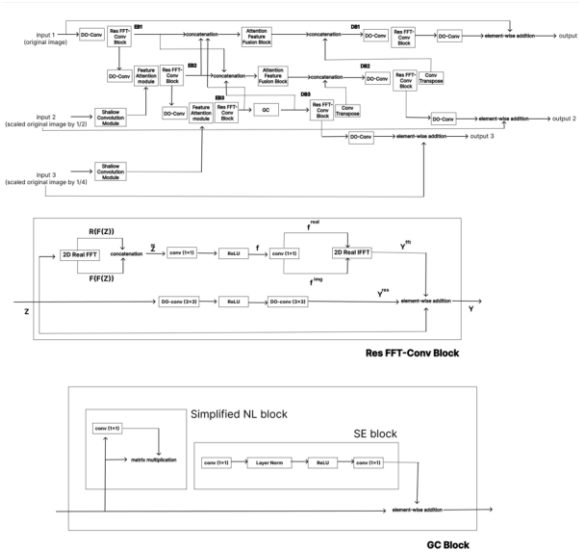 input 1
(original image)
DO-Conv
EB1
Res FFT-
Conv
Block
concatenation
Attention
Feature
Fusion Block
DB1
DO-Conv
Res FFT-
Conv
Block
DO-Conv
element-wise addition
output
DO-Conv
Feature
Attention
module
EB2
Res FFT-
Conv
Block
concatenation
Attention
Feature
Fusion Block
concatenation
DB2
DO-Conv
Res FFT-
Conv
Block
Conv
Transpose
input 2
(scaled original image by 1/2)
Shallow
Convolution
Module
DO-Conv
Feature
Attention
module
EB3
Res FFT-
Conv
Block
GC
DB3
Res FFT-
Conv
Block
Conv
Transpose
DO-Conv
element-wise addition
output 2
DO-Conv
element-wise addition
output 3
input 3
(scaled original image by 1/4)
Shallow
Convolution
Module
concatenation
R(F(Z))
2D Real FFT
concatenation
F(F(Z))
Z̃
conv (1*1)
ReLU
f
conv (1*1)
f real
2D Real IFFT
f img
Y fft
Z
DO-conv (3*3)
ReLU
DO-conv (3*3)
Y res
element-wise addition
Y
Res FFT-Conv Block
Simplified NL block
conv (1*1)
matrix multiplication
SE block
conv (1*1)
Layer Norm
ReLU
conv (1*1)
element-wise addition
GC Block